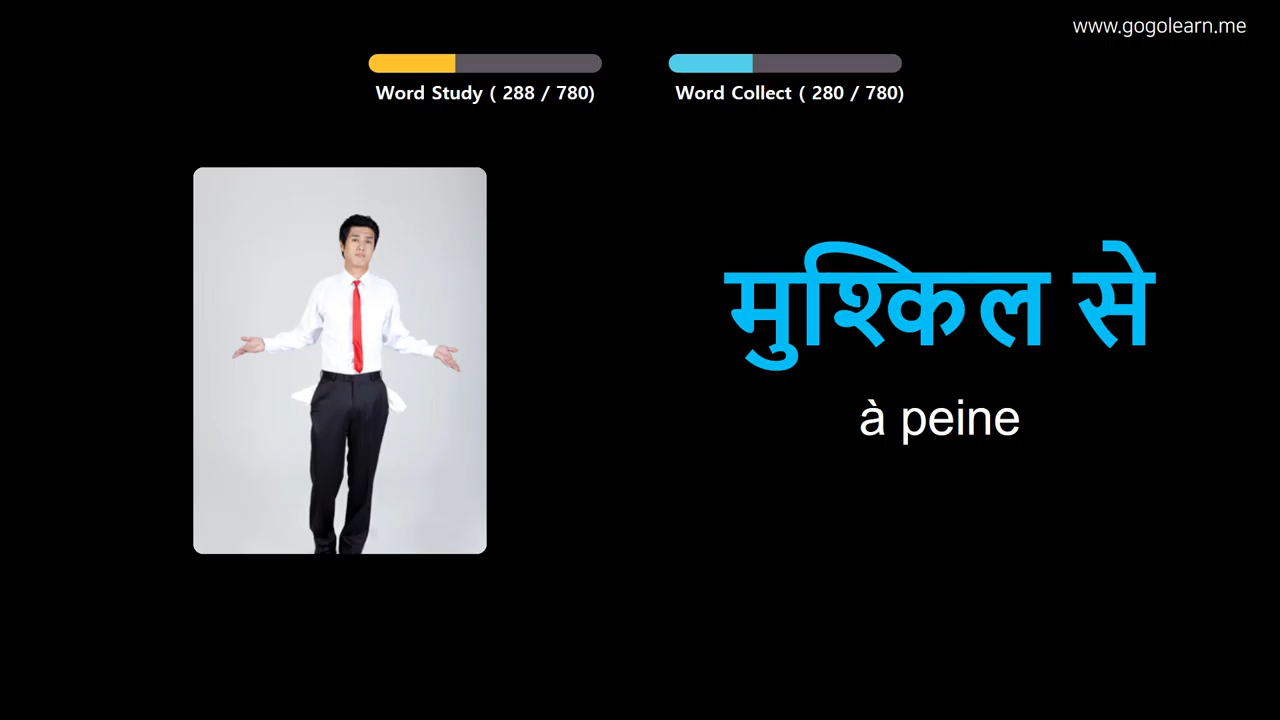 www.gogolearn.me
Word Study ( 288 / 780)
Word Collect ( 280 / 780)
मुश्किल से
à peine